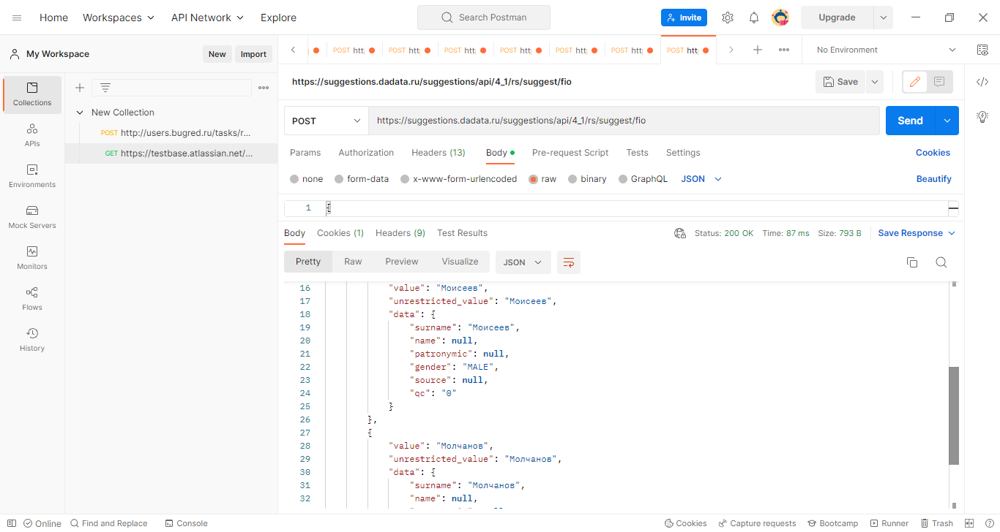 Home Workspaces API Network Explore Search Postman Invite Upgrade
My Workspace New Import
POST htt POST htt POST htt POST htt POST htt POST htt POST htt No Environment
https://suggestions.dadata.ru/suggestions/api/4_1/rs/suggest/fio Save
Collections
APIs
Environments
Mock Servers
Monitors
Flows
History
New Collection
POST http://users.bugred.ru/tasks/r...
GET https://testbase.atlassian.net/...
POST https://suggestions.dadata.ru/suggestions/api/4_1/rs/suggest/fio Send
Params Authorization Headers (13) Body Pre-request Script Tests Settings Cookies
none form-data x-www-form-urlencoded raw binary GraphQL JSON Beautify
1 {
Body Cookies (1) Headers (9) Test Results Status: 200 OK Time: 87 ms Size: 793 B Save Response
Pretty Raw Preview Visualize JSON
16 "value": "Моисеев",
17 "unrestricted_value": "Моисеев",
18 "data": {
19 "surname": "Моисеев",
20 "name": null,
21 "patronymic": null,
22 "gender": "MALE",
23 "source": null,
24 "qc": "0"
25 }
26 },
27 {
28 "value": "Молчанов",
29 "unrestricted_value": "Молчанов",
30 "data": {
31 "surname": "Молчанов",
32 "name": null,
Online Find and Replace Console Cookies Capture requests Bootcamp Runner Trash